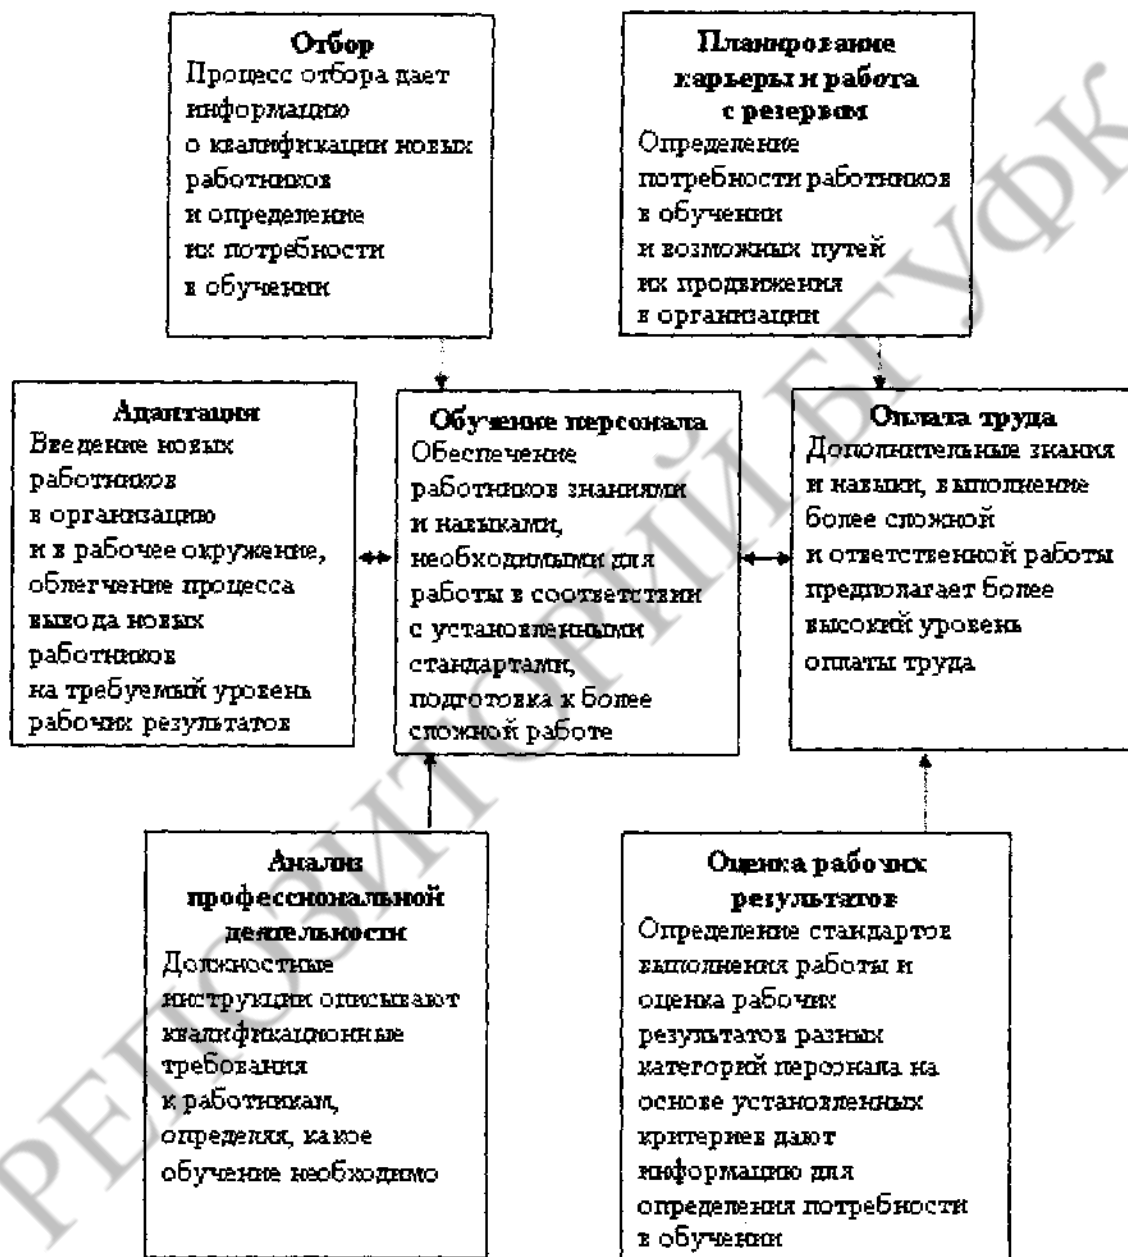 Отбор
Процесс отбора дает
информацию
о квалификации новых
работников
и определение
их потребности
в обучении
Планирование
карьеры и работа
с резервом
Определение
потребности работников
в обучении
и возможных путей
их продвижения
в организации
Адаптация
Введение новых
работников
в организацию
и в рабочее окружение,
облегчение процесса
вывода новых
работников
на требуемый уровень
рабочих результатов
Обучение персонала
Обеспечение
работников знаниями
и навыками,
необходимыми для
работы в соответствии
с установленными
стандартами,
подготовка к более
сложной работе
Оплата труда
Дополнительные знания
и навыки, выполнение
более сложной
и ответственной работы
предполагает более
высокий уровень
оплаты труда
Анализ
профессиональной
деятельности
Должностные
инструкции описывают
квалификационные
требования
к работникам,
определяя, какое
обучение необходимо
Оценка рабочих
результатов
Определение стандартов
выполнения работы и
оценка рабочих
результатов разных
категорий персонала на
основе установленных
критериев дают
информацию для
определения потребности
в обучении
РЕПОЗИТОРИЙ БГУФК